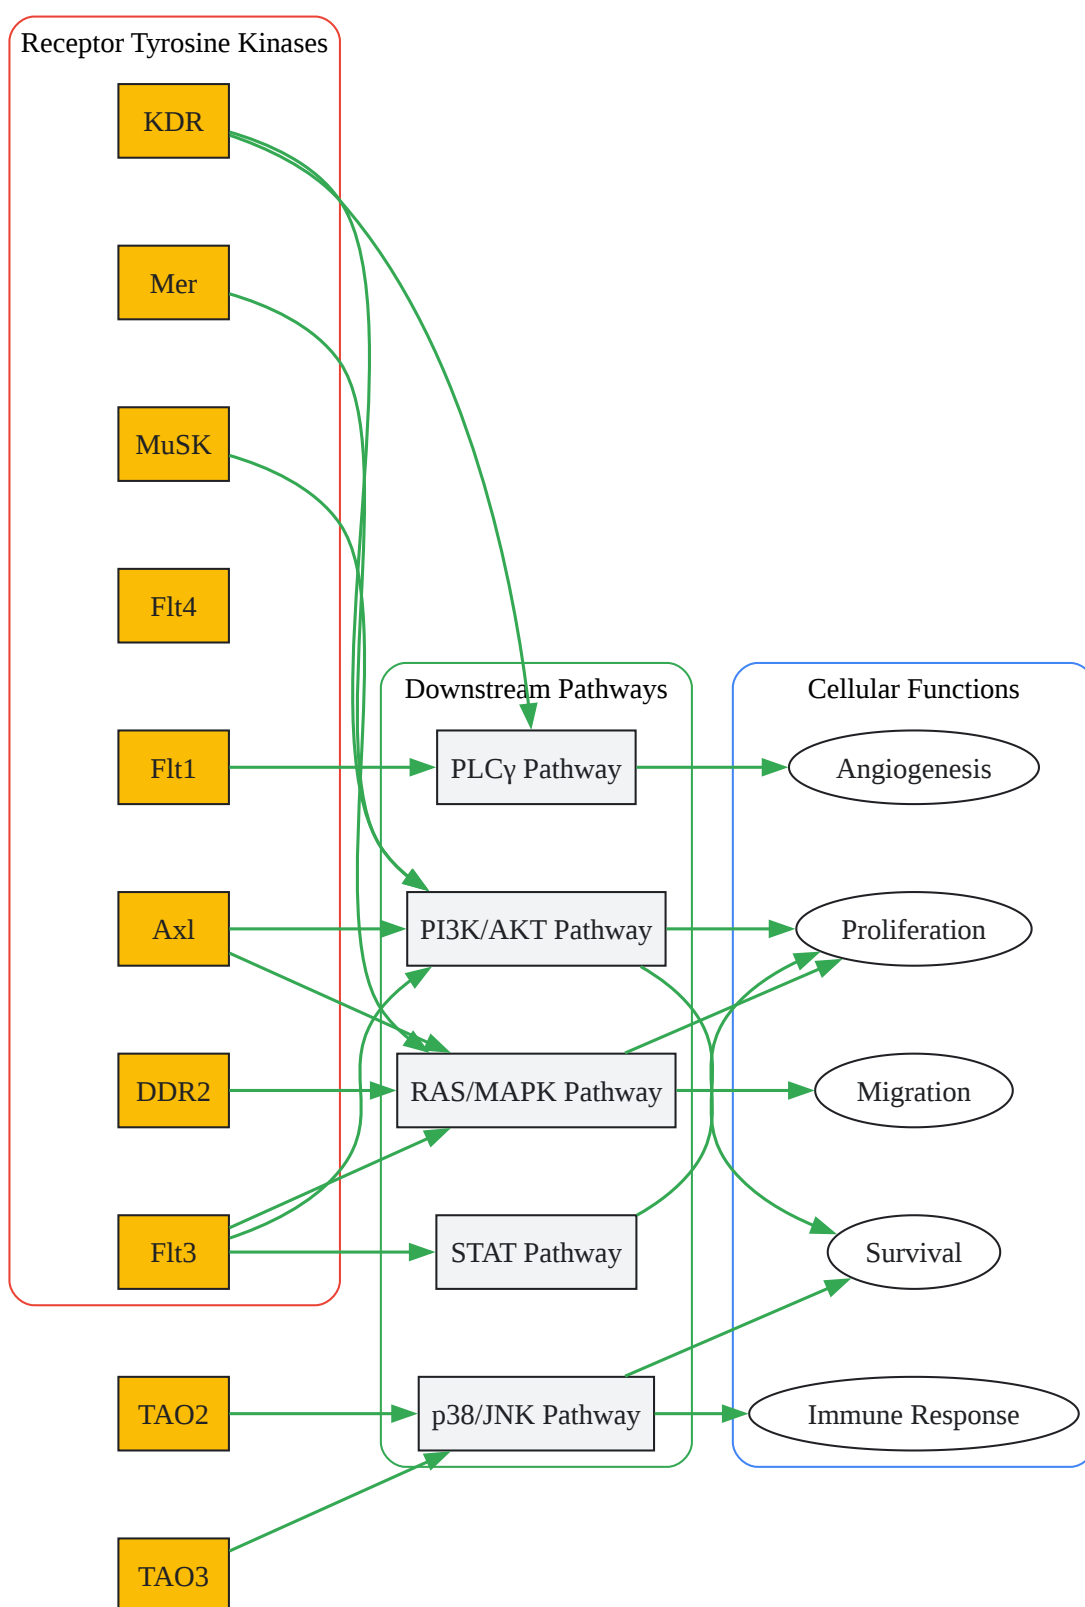 Receptor Tyrosine Kinases
KDR
Mer
MuSK
Flt4
Flt1
Axl
DDR2
Flt3
TAO2
TAO3
Downstream Pathways
PLCγ Pathway
PI3K/AKT Pathway
RAS/MAPK Pathway
STAT Pathway
p38/JNK Pathway
Cellular Functions
Angiogenesis
Proliferation
Migration
Survival
Immune Response